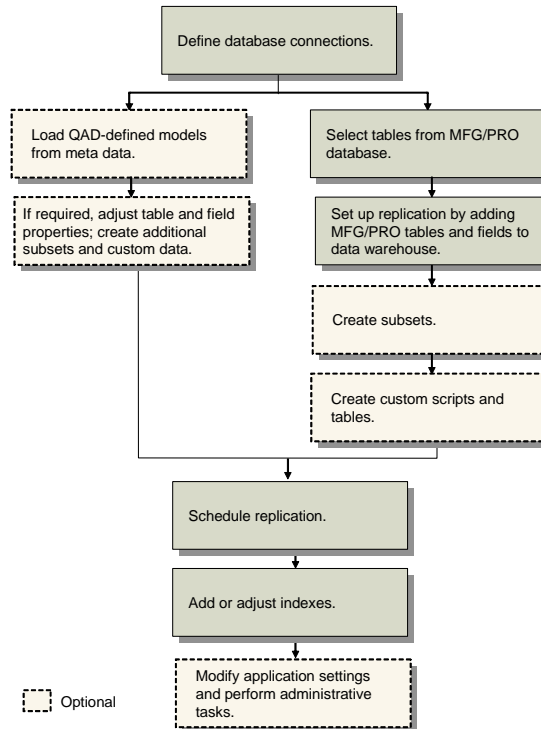 Define database connections.
Load QAD-defined models
from meta data.
If required, adjust table and field
properties; create additional
subsets and custom data.
Select tables from MFG/PRO
database.
Set up replication by adding
MFG/PRO tables and fields to
data warehouse.
Create subsets.
Create custom scripts and
tables.
Schedule replication.
Add or adjust indexes.
Modify application settings
and perform administrative
tasks.
Optional